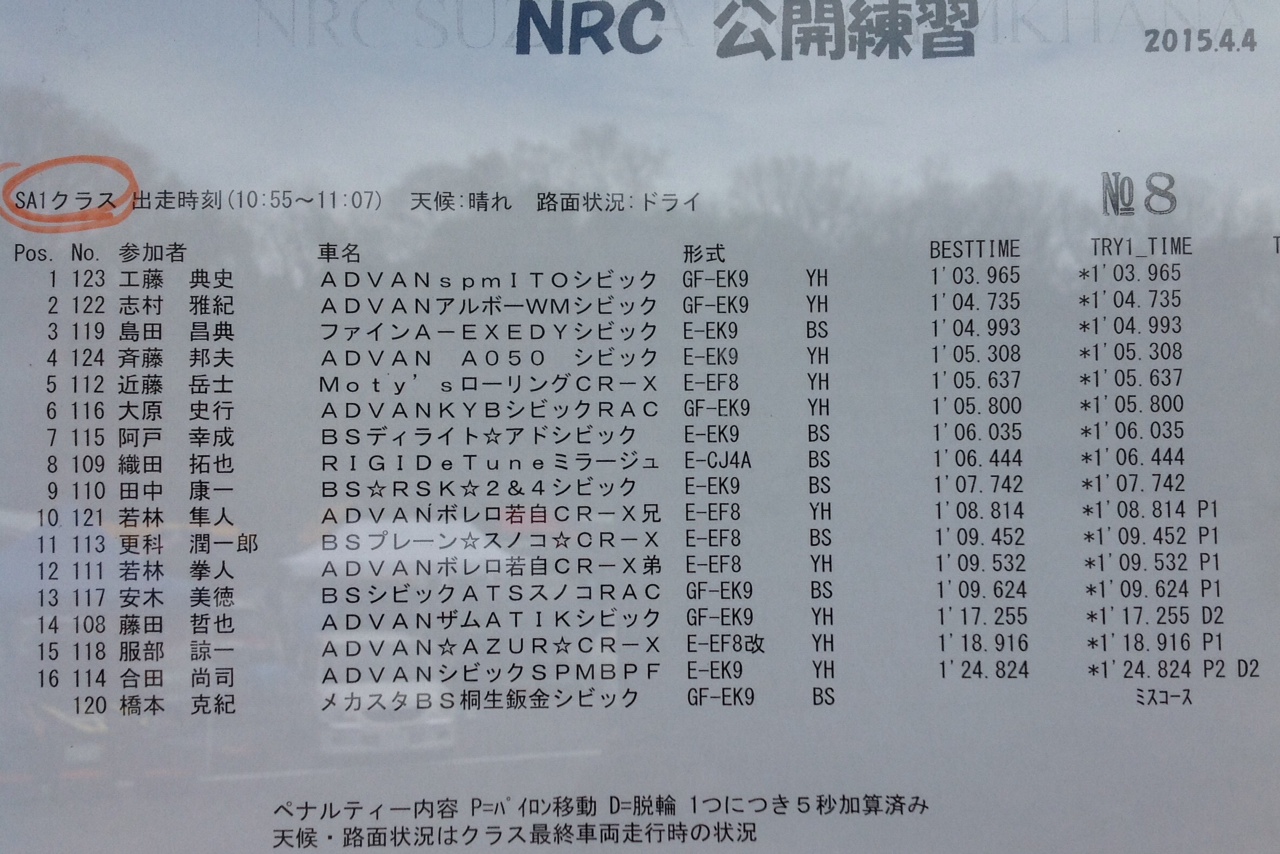 NRC 公開練習 2015.4.4
№8
SA1クラス 出走時刻(10:55～11:07) 天候:晴れ 路面状況:ドライ
Pos. No. 参加者 車名 形式 BESTTIME TRY1_TIME
1 123 工藤 典史 ＡＤＶＡＮｓｐｍＩＴＯシビック GF-EK9 YH 1'03.965 *1'03.965
2 122 志村 雅紀 ＡＤＶＡＮアルボーWMシビック GF-EK9 YH 1'04.735 *1'04.735
3 119 島田 昌典 ファインＡ－ＥＸＥＤＹシビック E-EK9 BS 1'04.993 *1'04.993
4 124 斉藤 邦夫 ＡＤＶＡＮ Ａ０５０ シビック E-EK9 YH 1'05.308 *1'05.308
5 112 近藤 岳士 Ｍｏｔｙ’ｓローリングＣＲ－Ｘ E-EF8 YH 1'05.637 *1'05.637
6 116 大原 史行 ＡＤＶＡＮＫＹＢシビックＲＡＣ GF-EK9 YH 1'05.800 *1'05.800
7 115 阿戸 幸成 ＢＳディライト☆アドシビック E-EK9 BS 1'06.035 *1'06.035
8 109 織田 拓也 ＲＩＧＩＤｅＴｕｎｅミラージュ E-CJ4A BS 1'06.444 *1'06.444
9 110 田中 康一 ＢＳ☆ＲＳＫ☆２＆４シビック E-EK9 BS 1'07.742 *1'07.742
10 121 若林 隼人 ＡＤＶＡＮボレロ若自ＣＲ－Ｘ兄 E-EF8 YH 1'08.814 *1'08.814 P1
11 113 更科 潤一郎 ＢＳプレーン☆スノコ☆ＣＲ－Ｘ E-EF8 BS 1'09.452 *1'09.452 P1
12 111 若林 拳人 ＡＤＶＡＮボレロ若自ＣＲ－Ｘ弟 E-EF8 YH 1'09.532 *1'09.532 P1
13 117 安木 美徳 ＢＳシビックＡＴＳスノコＲＡＣ GF-EK9 BS 1'09.624 *1'09.624 P1
14 108 藤田 哲也 ＡＤＶＡＮザムＡＴＩＫシビック GF-EK9 YH 1'17.255 *1'17.255 D2
15 118 服部 諒一 ＡＤＶＡＮ☆ＡＺＵＲ☆ＣＲ－Ｘ E-EF8改 YH 1'18.916 *1'18.916 P1
16 114 合田 尚司 ＡＤＶＡＮシビックＳＰＭＢＰＦ E-EK9 YH 1'24.824 *1'24.824 P2 D2
120 橋本 克紀 メカスタＢＳ桐生鈑金シビック GF-EK9 BS ﾐｽｺｰｽ
ペナルティー内容 P=ﾊﾟｲﾛﾝ移動 D=脱輪 1つにつき５秒加算済み
天候・路面状況はクラス最終車両走行時の状況